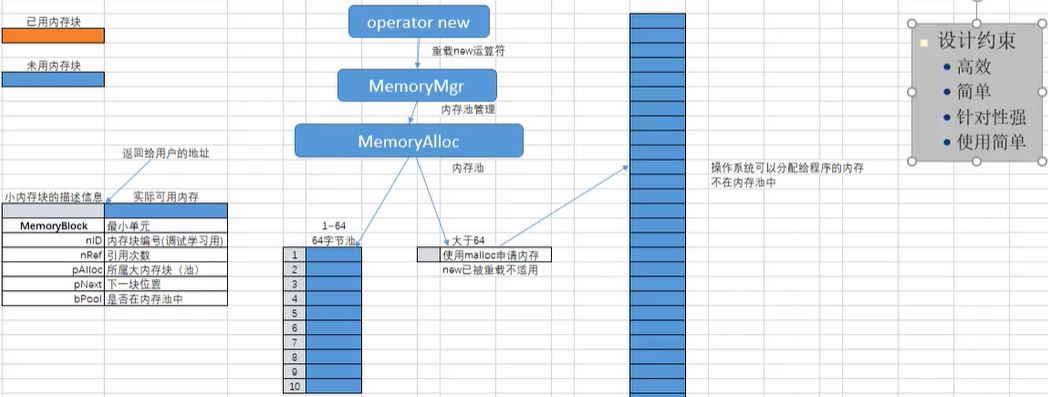 已用内存块
未用内存块
operator new
重载new运算符
MemoryMgr
内存池管理
MemoryAlloc
内存池
返回给用户的地址
小内存块的描述信息 实际可用内存
MemoryBlock 最小单元
nID 内存块编号(调试学习用)
nRef 引用次数
pAlloc 所属大内存块（池）
pNext 下一块位置
bPool 是否在内存池中
1-64
64字节池
1
2
3
4
5
6
7
8
9
10
大于64
使用malloc申请内存
new已被重载不适用
操作系统可以分配给程序的内存
不在内存池中
设计约束
高效
简单
针对性强
使用简单